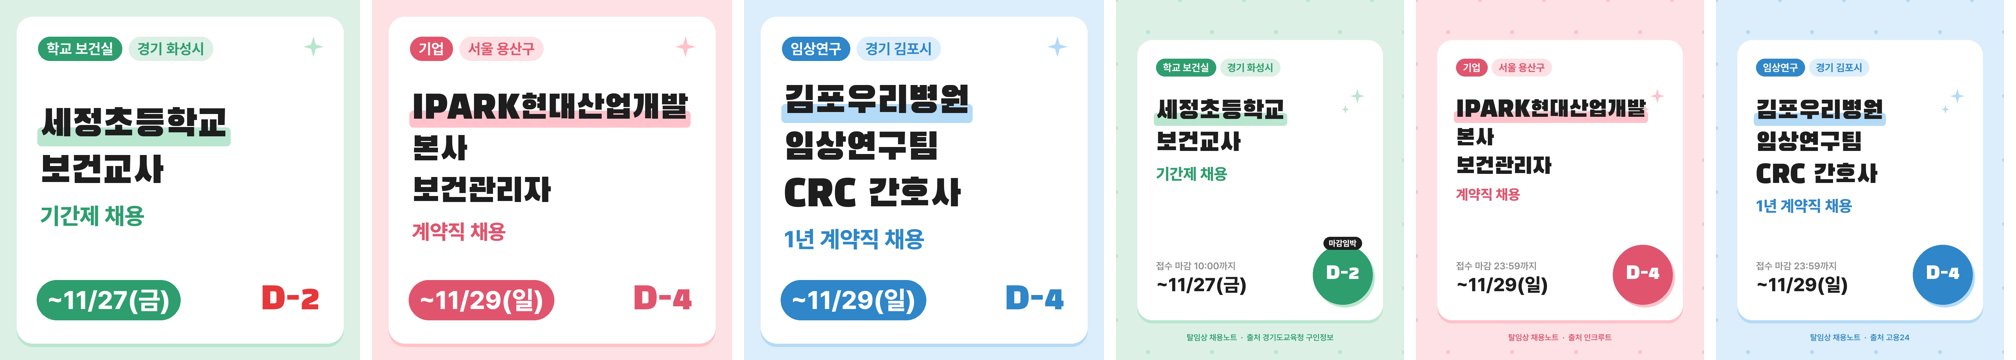 학교 보건실 경기 화성시
세정초등학교
보건교사
기간제 채용
~11/27(금) D-2
기업 서울 용산구
IPARK현대산업개발
본사
보건관리자
계약직 채용
~11/29(일) D-4
임상연구 경기 김포시
김포우리병원
임상연구팀
CRC 간호사
1년 계약직 채용
~11/29(일) D-4
학교 보건실 경기 화성시
세정초등학교
보건교사
기간제 채용
마감임박
접수 마감 10:00까지
~11/27(금) D-2
탈임상 채용노트 · 출처 경기도교육청 구인정보
기업 서울 용산구
IPARK현대산업개발
본사
보건관리자
계약직 채용
접수 마감 23:59까지
~11/29(일) D-4
탈임상 채용노트 · 출처 인크루트
임상연구 경기 김포시
김포우리병원
임상연구팀
CRC 간호사
1년 계약직 채용
접수 마감 23:59까지
~11/29(일) D-4
탈임상 채용노트 · 출처 고용24